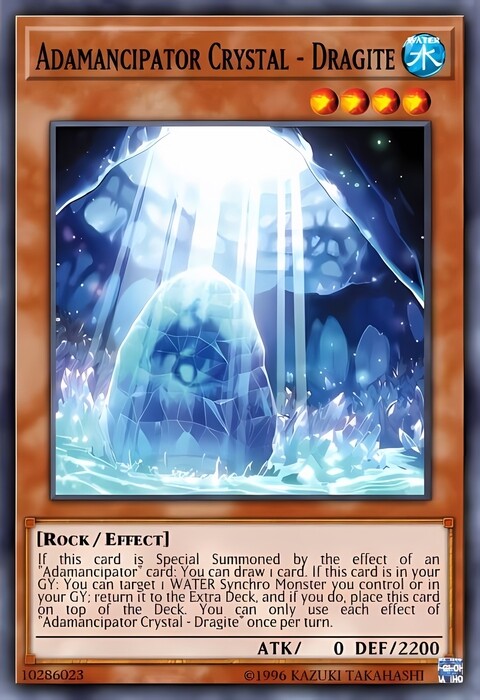 ADAMANCIPATOR CRYSTAL - DRAGITE
WATER
水
[ROCK / EFFECT]
If this card is Special Summoned by the effect of an
"Adamancipator" card: You can draw 1 card. If this card is in your
GY: You can target 1 WATER Synchro Monster you control or in
your GY; return it to the Extra Deck, and if you do, place this card
on top of the Deck. You can only use each effect of
"Adamancipator Crystal - Dragite" once per turn.
ATK/ 0 DEF/2200
10286023
©1996 KAZUKI TAKAHASHI